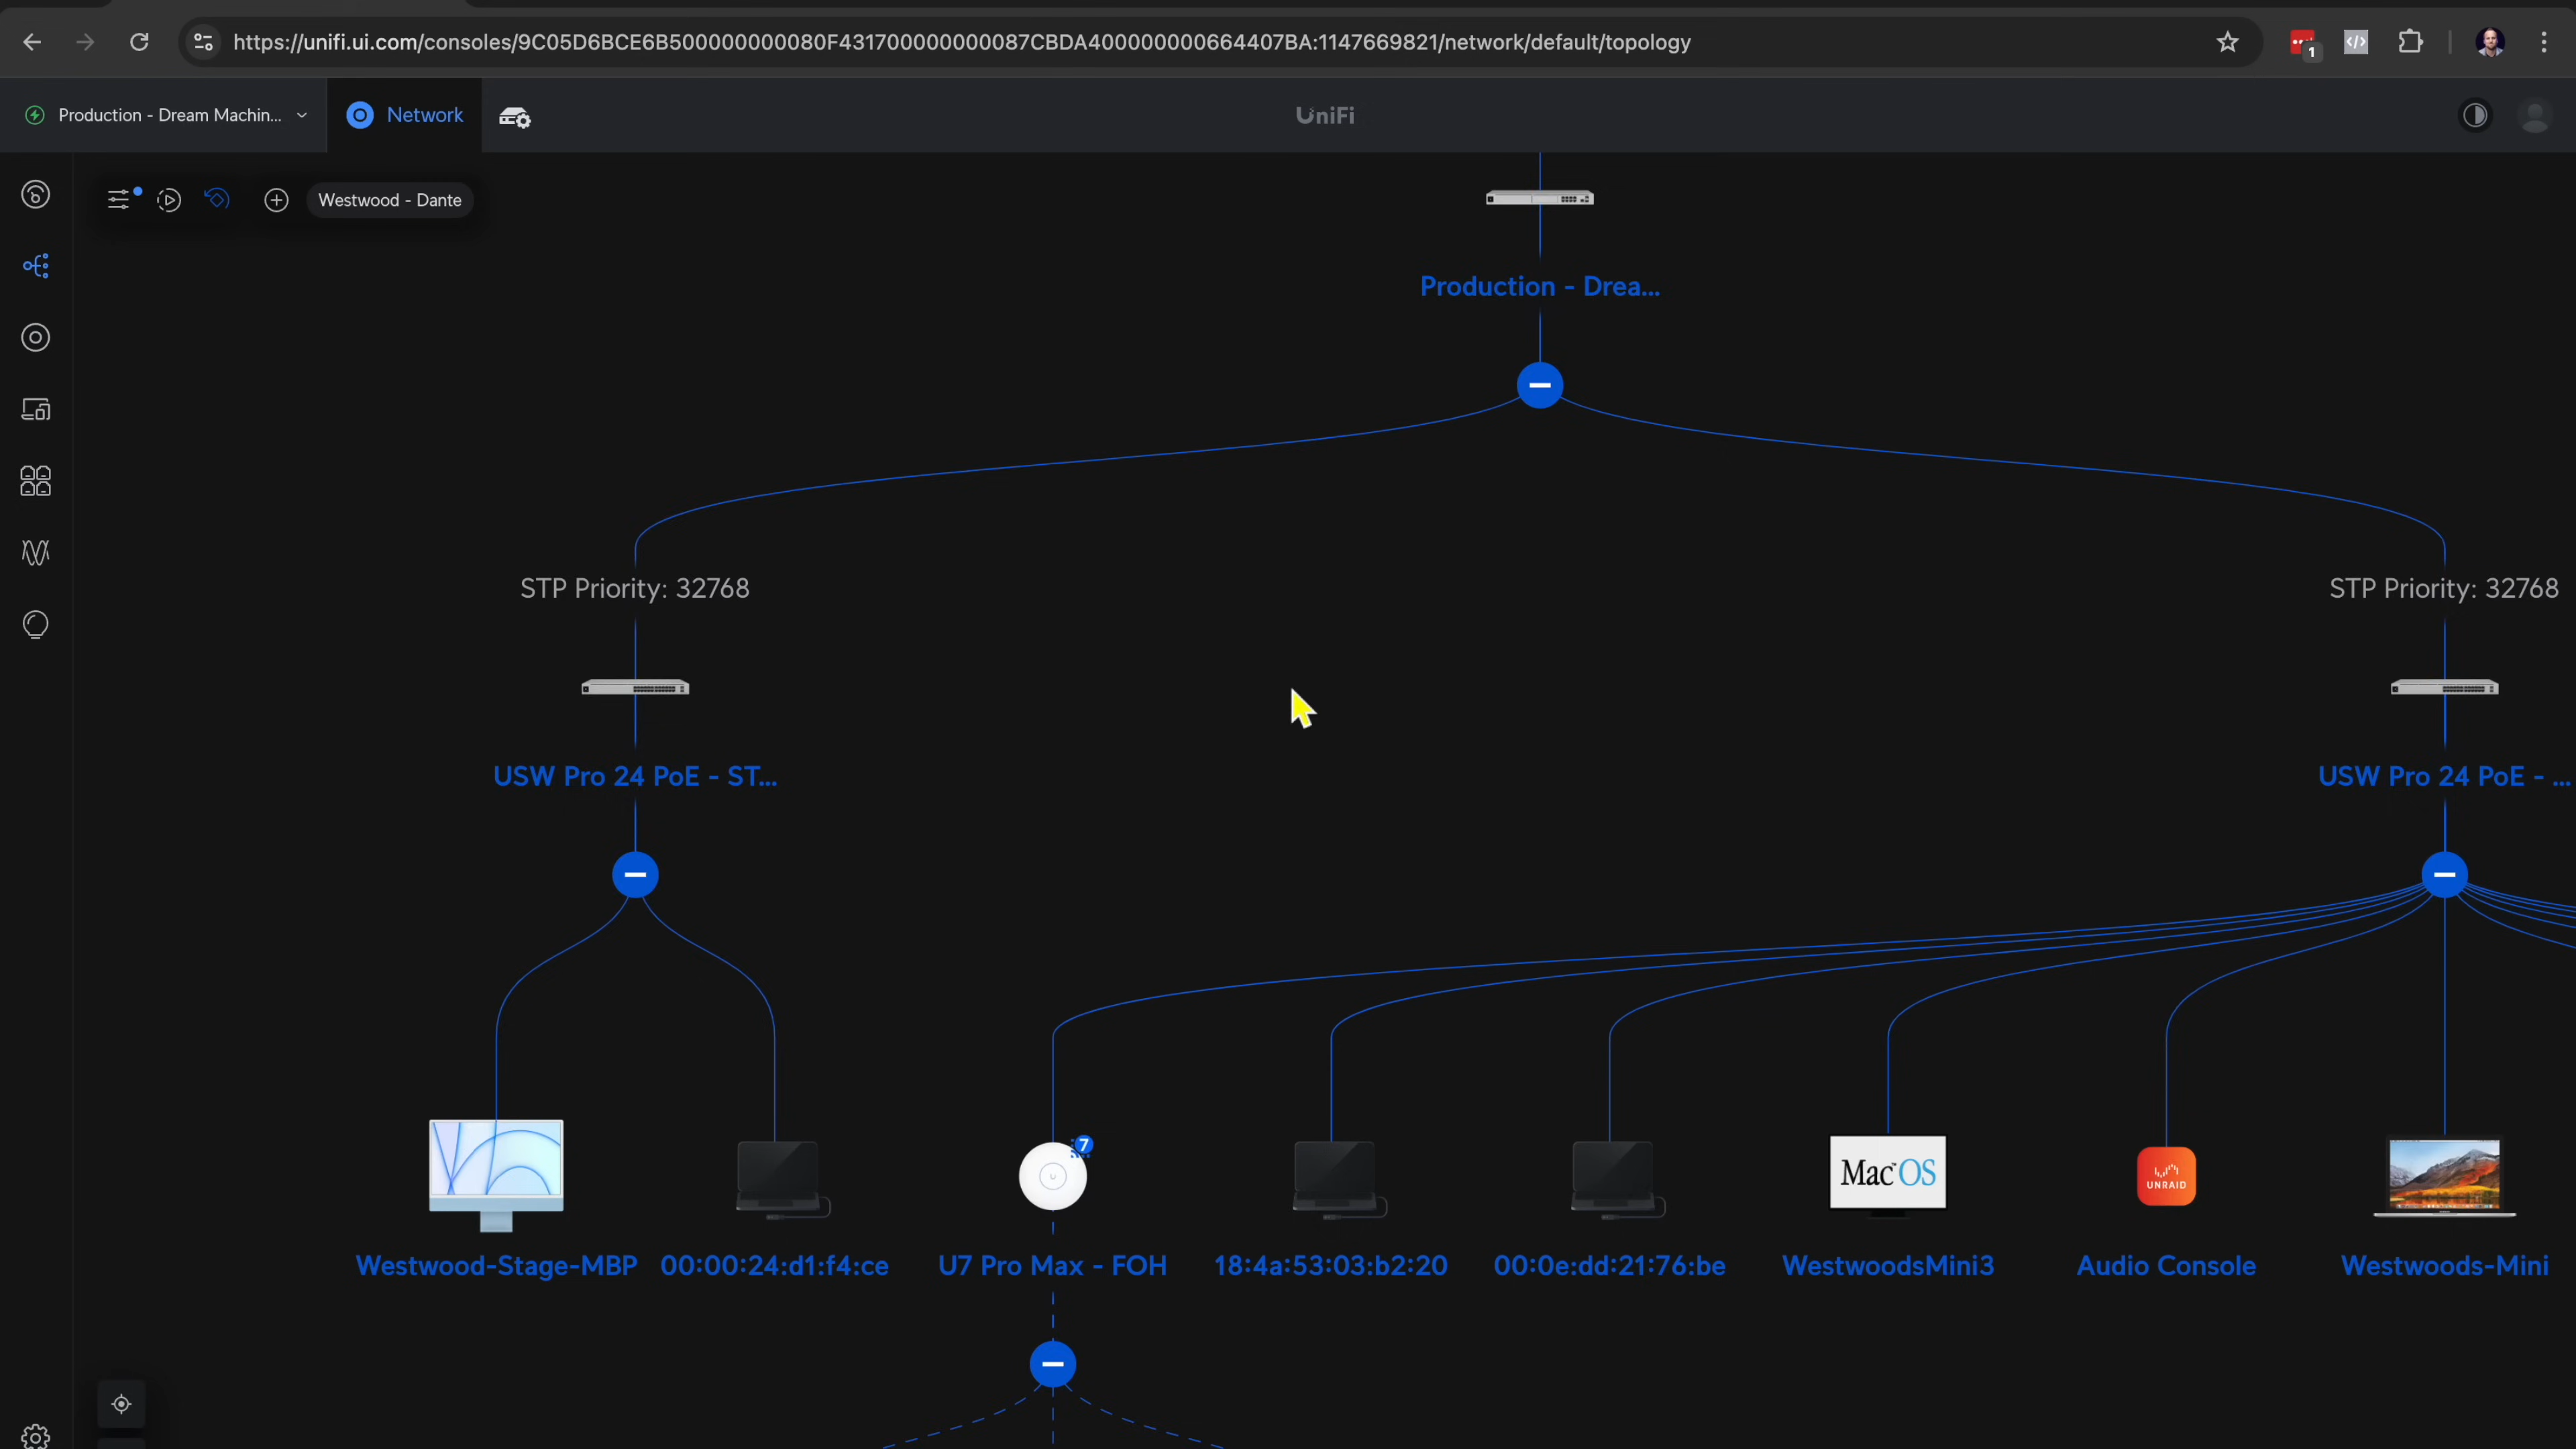 https://unifi.ui.com/consoles/9C05D6BCE6B500000000080F431700000000087CBDA4000000000664407BA:1147669821/network/default/topology
1
Production - Dream Machin...
Network
UniFi
Westwood - Dante
Production - Drea...
STP Priority: 32768
STP Priority: 32768
USW Pro 24 PoE - ST...
USW Pro 24 PoE - ...
7
Mac OS
UNRAID
Westwood-Stage-MBP
00:00:24:d1:f4:ce
U7 Pro Max - FOH
18:4a:53:03:b2:20
00:0e:dd:21:76:be
WestwoodsMini3
Audio Console
Westwoods-Mini